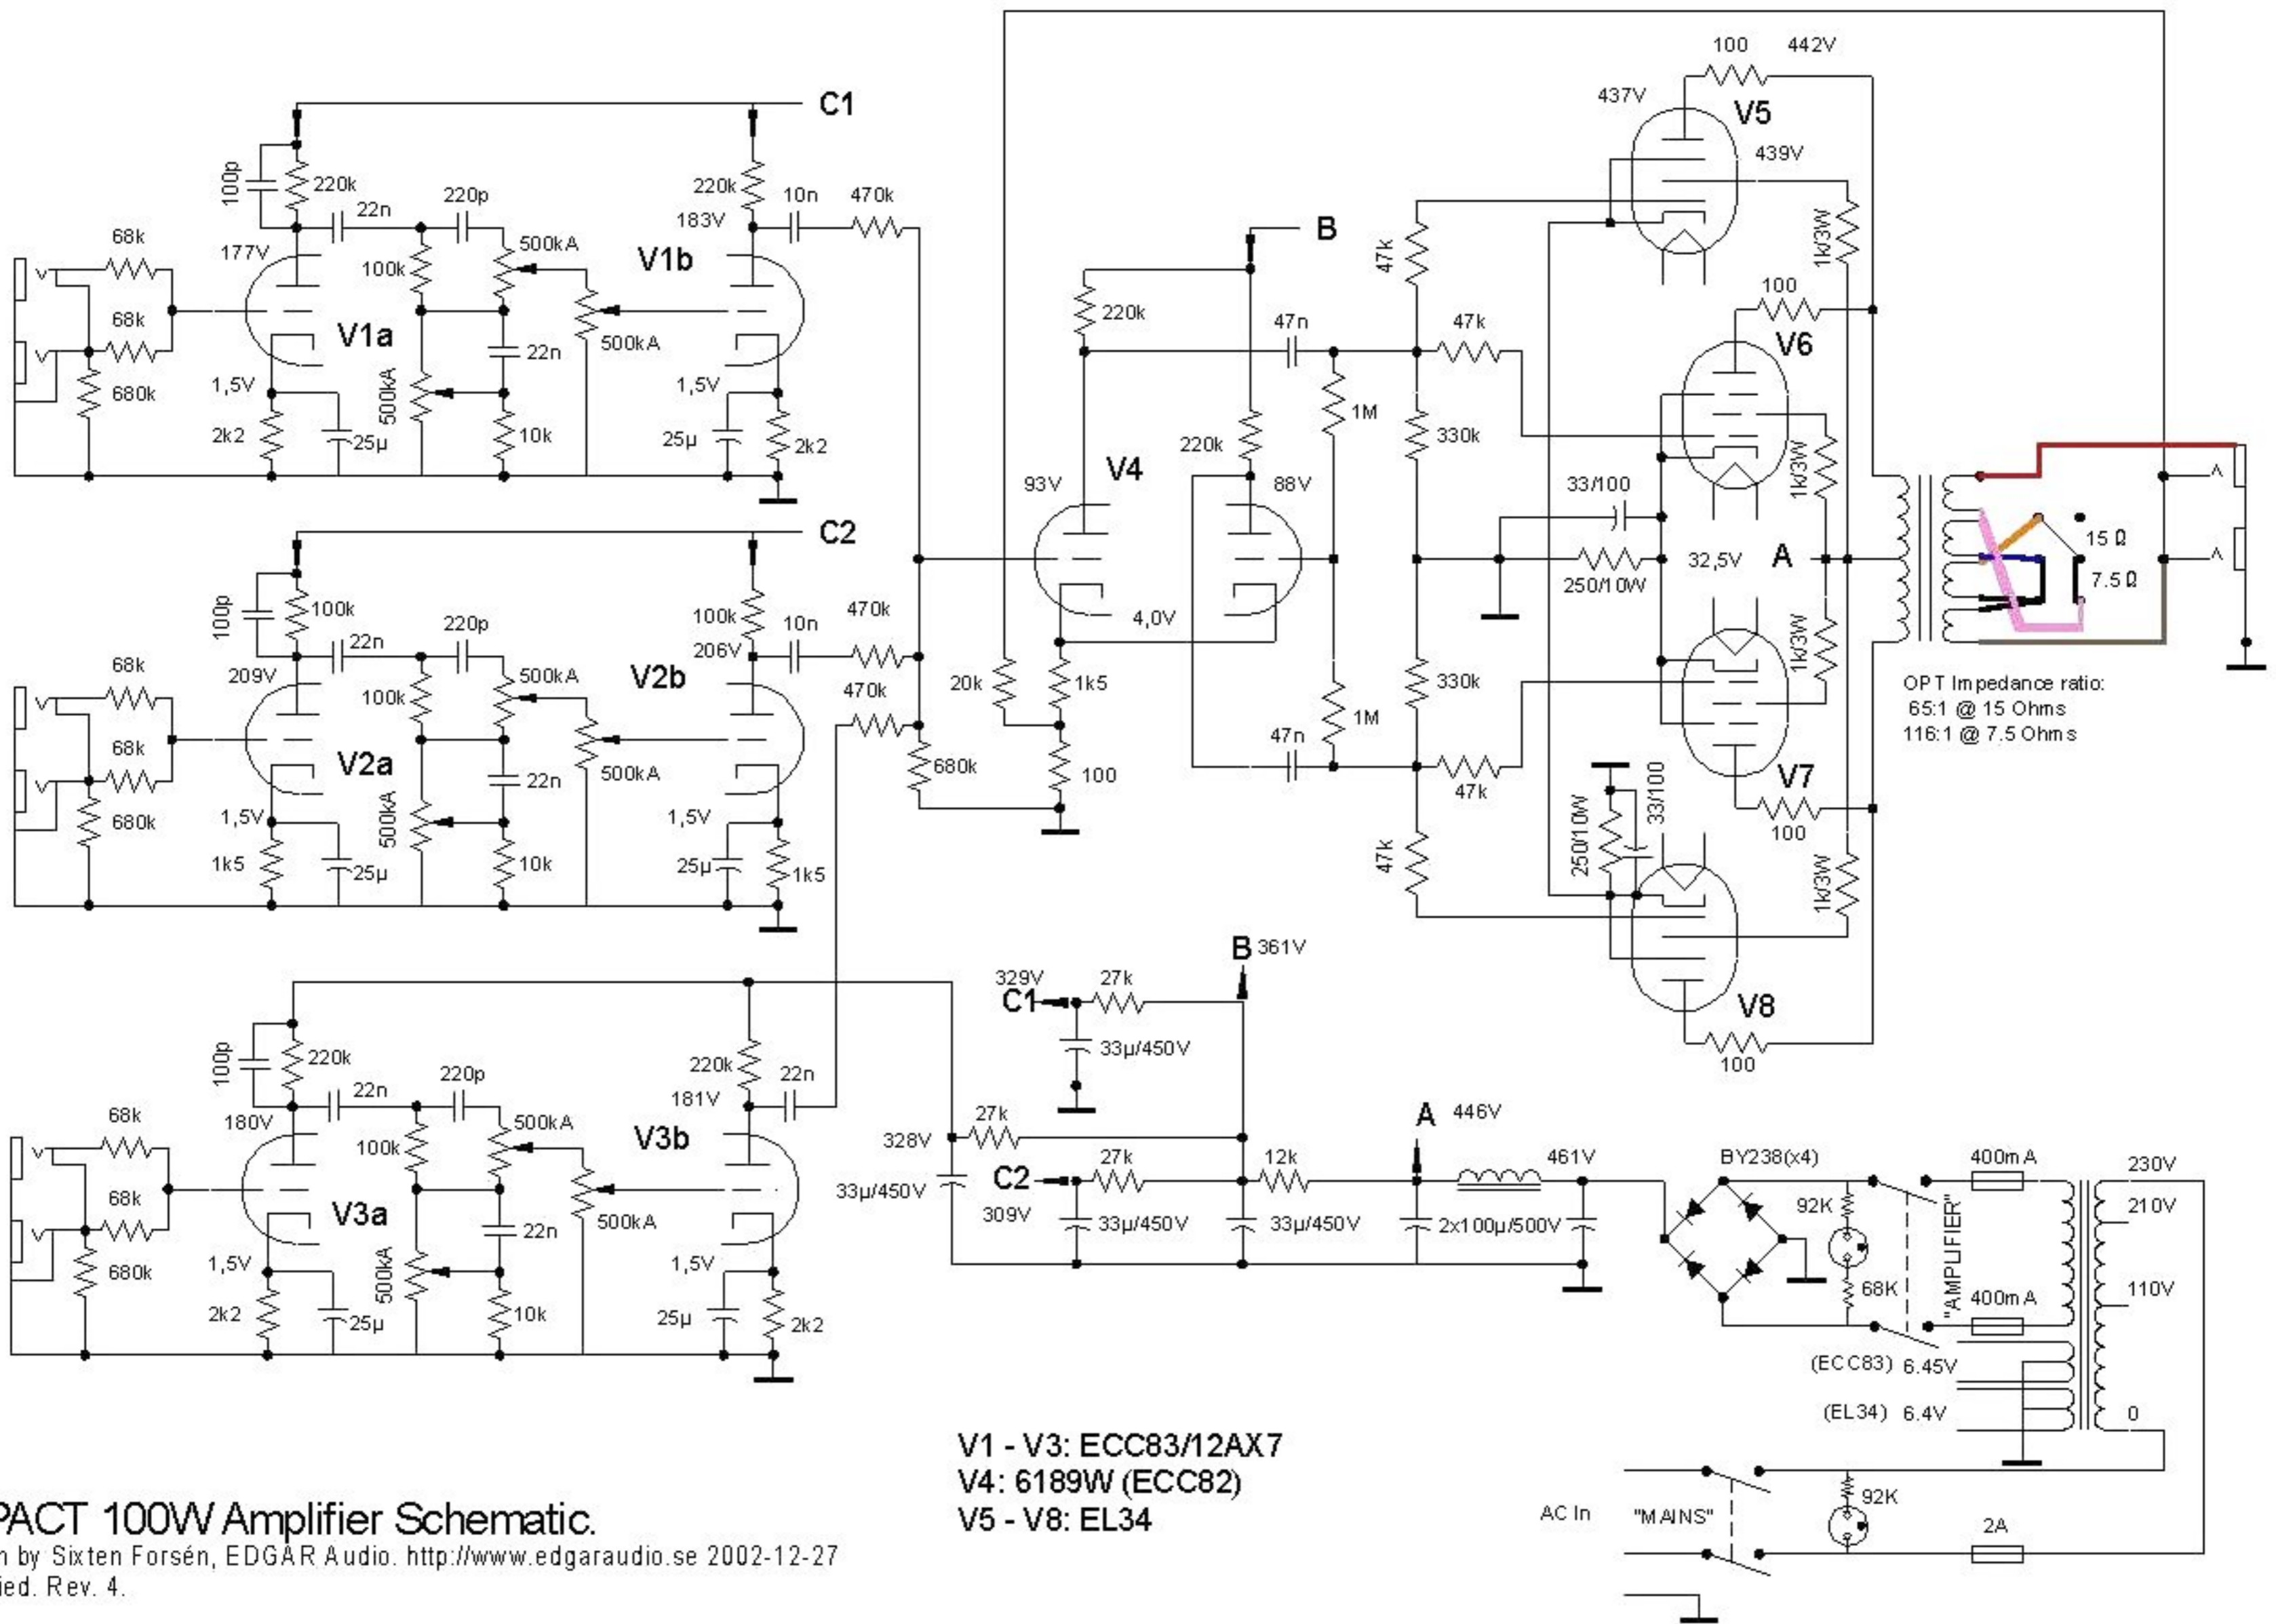 100 442V
437V
V5
C1
439V
100p
220k
220k
10n
470k
22n
220p
183V
B
68k
500kA
177V
100k
V1b
47k
1k/3W
100
220k
68k
V1a
47n
47k
V6
22n
500kA
1,5V
1,5V
680k
500kA
1M
330k
2k2
25µ
10k
25µ
2k2
220k
V4
93V
88V
33/100
1k/3W
C2
15 Ω
32,5V
A
250/10W
7.5 Ω
100p
100k
100k
10n
470k
4,0V
22n
220p
206V
68k
209V
500kA
V2b
1k/3W
100k
470k
20k
1k5
330k
OPT Impedance ratio:
65:1 @ 15 Ohms
116:1 @ 7.5 Ohms
1M
68k
V2a
47n
22n
500kA
680k
100
V7
47k
33/100
250/10W
100
680k
1,5V
500kA
1,5V
47k
1k5
25µ
10k
25µ
1k5
1k/3W
B 361V
329V
27k
C1
V8
100p
220k
33µ/450V
220k
22n
100
22n
220p
181V
68k
180V
500kA
27k
A 446V
100k
V3b
328V
27k
12k
461V
BY238(x4)
400mA
230V
C2
68k
33µ/450V
92K
210V
V3a
309V
33µ/450V
33µ/450V
2x100µ/500V
"AMPLIFIER"
22n
500kA
680k
1,5V
500kA
1,5V
68K
400mA
110V
2k2
25µ
10k
25µ
2k2
(ECC83) 6.45V
(EL34) 6.4V
0
V1 - V3: ECC83/12AX7
V4: 6189W (ECC82)
V5 - V8: EL34
92K
AC In
"MAINS"
2A
PACT 100W Amplifier Schematic.
n by Sixten Forsén, EDGAR Audio. http://www.edgaraudio.se 2002-12-27
ied. Rev. 4.